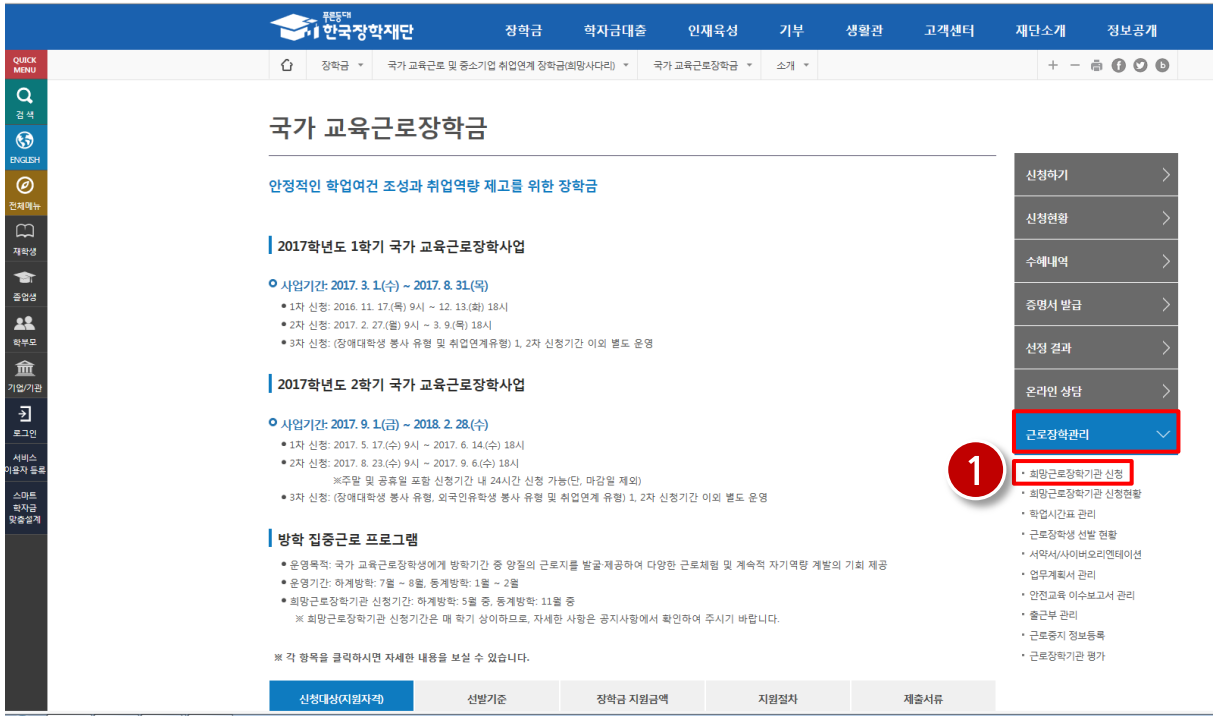 푸른등대
한국장학재단
장학금 학자금대출 인재육성 기부 생활관 고객센터 재단소개 정보공개
QUICK
MENU
검색
ENGLISH
전체메뉴
재학생
졸업생
학부모
기업/기관
로그인
서비스
이용자 등록
스마트
학자금
맞춤설계
장학금 국가 교육근로 및 중소기업 취업연계 장학금(희망사다리) 국가 교육근로장학금 소개
국가 교육근로장학금
안정적인 학업여건 조성과 취업역량 제고를 위한 장학금
2017학년도 1학기 국가 교육근로장학사업
사업기간: 2017. 3. 1.(수) ~ 2017. 8. 31.(목)
1차 신청: 2016. 11. 17.(목) 9시 ~ 12. 13.(화) 18시
2차 신청: 2017. 2. 27.(월) 9시 ~ 3. 9.(목) 18시
3차 신청: (장애대학생 봉사 유형 및 취업연계유형) 1, 2차 신청기간 이외 별도 운영
2017학년도 2학기 국가 교육근로장학사업
사업기간: 2017. 9. 1.(금) ~ 2018. 2. 28.(수)
1차 신청: 2017. 5. 17.(수) 9시 ~ 2017. 6. 14.(수) 18시
2차 신청: 2017. 8. 23.(수) 9시 ~ 2017. 9. 6.(수) 18시
※주말 및 공휴일 포함 신청기간 내 24시간 신청 가능(단, 마감일 제외)
3차 신청: (장애대학생 봉사 유형, 외국인유학생 봉사 유형 및 취업연계 유형) 1, 2차 신청기간 이외 별도 운영
방학 집중근로 프로그램
운영목적: 국가 교육근로장학생에게 방학기간 중 양질의 근로지를 발굴·제공하여 다양한 근로체험 및 계속적 자기역량 계발의 기회 제공
운영기간: 하계방학: 7월 ~ 8월, 동계방학: 1월 ~ 2월
희망근로장학기관 신청기간: 하계방학: 5월 중, 동계방학: 11월 중
※ 희망근로장학기관 신청기간은 매 학기 상이하므로, 자세한 사항은 공지사항에서 확인하여 주시기 바랍니다.
※ 각 항목을 클릭하시면 자세한 내용을 보실 수 있습니다.
신청대상(지원자격) 선발기준 장학금 지원금액 지원절차 제출서류
신청하기
신청현황
수혜내역
증명서 발급
선정 결과
온라인 상담
근로장학관리
1
희망근로장학기관 신청
희망근로장학기관 신청현황
학업시간표 관리
근로장학생 선발 현황
서약서/사이버오리엔테이션
업무계획서 관리
안전교육 이수보고서 관리
출근부 관리
근로중지 정보등록
근로장학기관 평가